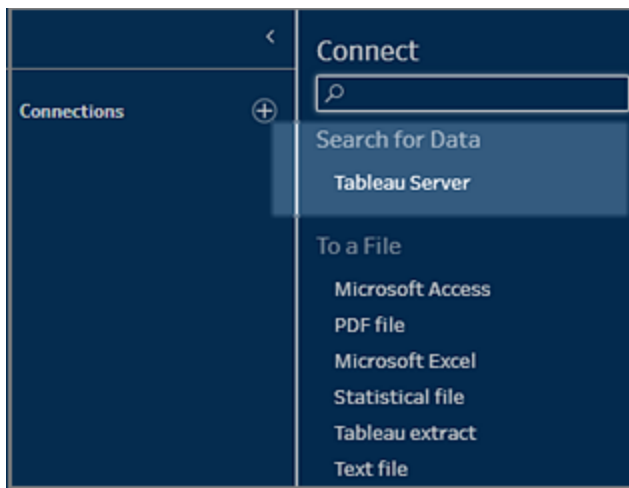 Connections
Connect
Search for Data
Tableau Server
To a File
Microsoft Access
PDF file
Microsoft Excel
Statistical file
Tableau extract
Text file